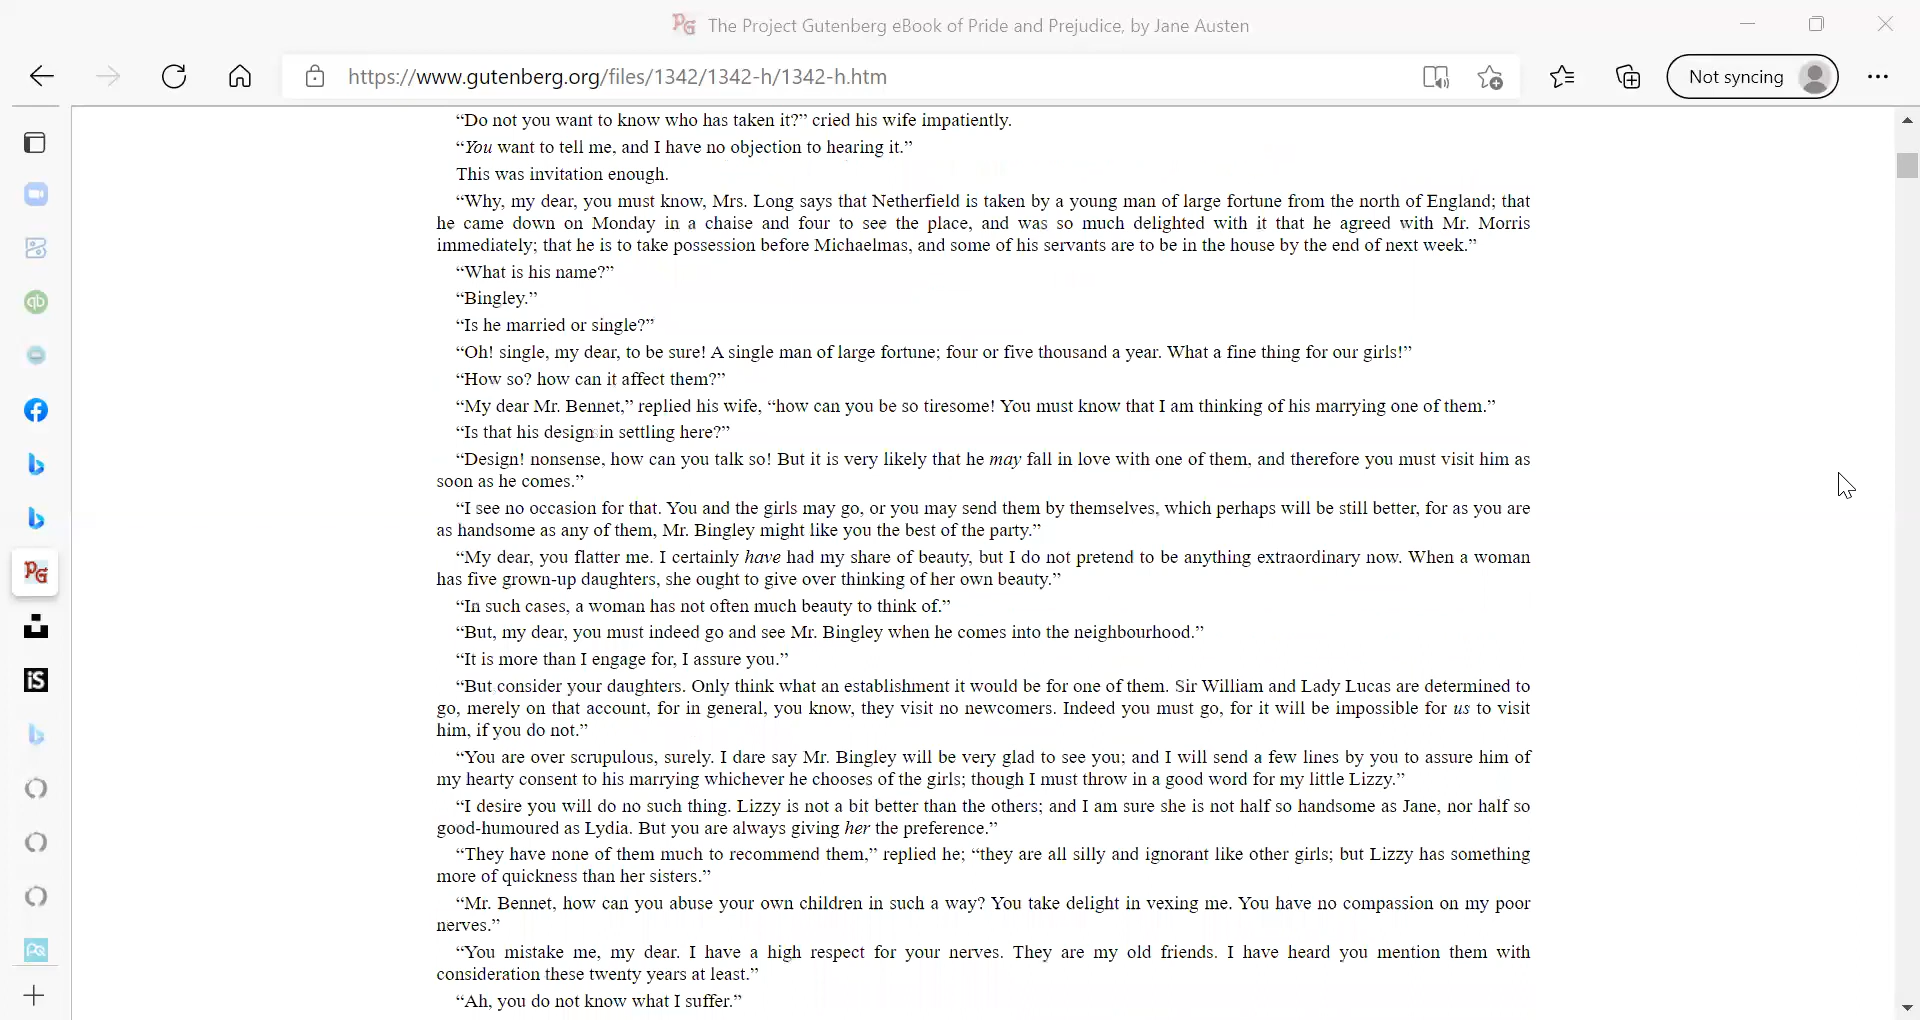 The Project Gutenberg eBook of Pride and Prejudice, by Jane Austen
https://www.gutenberg.org/files/1342/1342-h/1342-h.htm
Not syncing
“Do not you want to know who has taken it?” cried his wife impatiently.
“You want to tell me, and I have no objection to hearing it.”
This was invitation enough.
“Why, my dear, you must know, Mrs. Long says that Netherfield is taken by a young man of large fortune from the north of England; that
he came down on Monday in a chaise and four to see the place, and was so much delighted with it that he agreed with Mr. Morris
immediately; that he is to take possession before Michaelmas, and some of his servants are to be in the house by the end of next week.”
“What is his name?”
“Bingley.”
“Is he married or single?”
“Oh! single, my dear, to be sure! A single man of large fortune; four or five thousand a year. What a fine thing for our girls!”
“How so? how can it affect them?”
“My dear Mr. Bennet,” replied his wife, “how can you be so tiresome! You must know that I am thinking of his marrying one of them.”
“Is that his design in settling here?”
“Design! nonsense, how can you talk so! But it is very likely that he may fall in love with one of them, and therefore you must visit him as
soon as he comes.”
“I see no occasion for that. You and the girls may go, or you may send them by themselves, which perhaps will be still better, for as you are
as handsome as any of them, Mr. Bingley might like you the best of the party.”
“My dear, you flatter me. I certainly have had my share of beauty, but I do not pretend to be anything extraordinary now. When a woman
has five grown-up daughters, she ought to give over thinking of her own beauty.”
“In such cases, a woman has not often much beauty to think of.”
“But, my dear, you must indeed go and see Mr. Bingley when he comes into the neighbourhood.”
“It is more than I engage for, I assure you.”
“But consider your daughters. Only think what an establishment it would be for one of them. Sir William and Lady Lucas are determined to
go, merely on that account, for in general, you know, they visit no newcomers. Indeed you must go, for it will be impossible for us to visit
him, if you do not.”
“You are over scrupulous, surely. I dare say Mr. Bingley will be very glad to see you; and I will send a few lines by you to assure him of
my hearty consent to his marrying whichever he chooses of the girls; though I must throw in a good word for my little Lizzy.”
“I desire you will do no such thing. Lizzy is not a bit better than the others; and I am sure she is not half so handsome as Jane, nor half so
good-humoured as Lydia. But you are always giving her the preference.”
“They have none of them much to recommend them,” replied he; “they are all silly and ignorant like other girls; but Lizzy has something
more of quickness than her sisters.”
“Mr. Bennet, how can you abuse your own children in such a way? You take delight in vexing me. You have no compassion on my poor
nerves.”
“You mistake me, my dear. I have a high respect for your nerves. They are my old friends. I have heard you mention them with
consideration these twenty years at least.”
“Ah, you do not know what I suffer.”